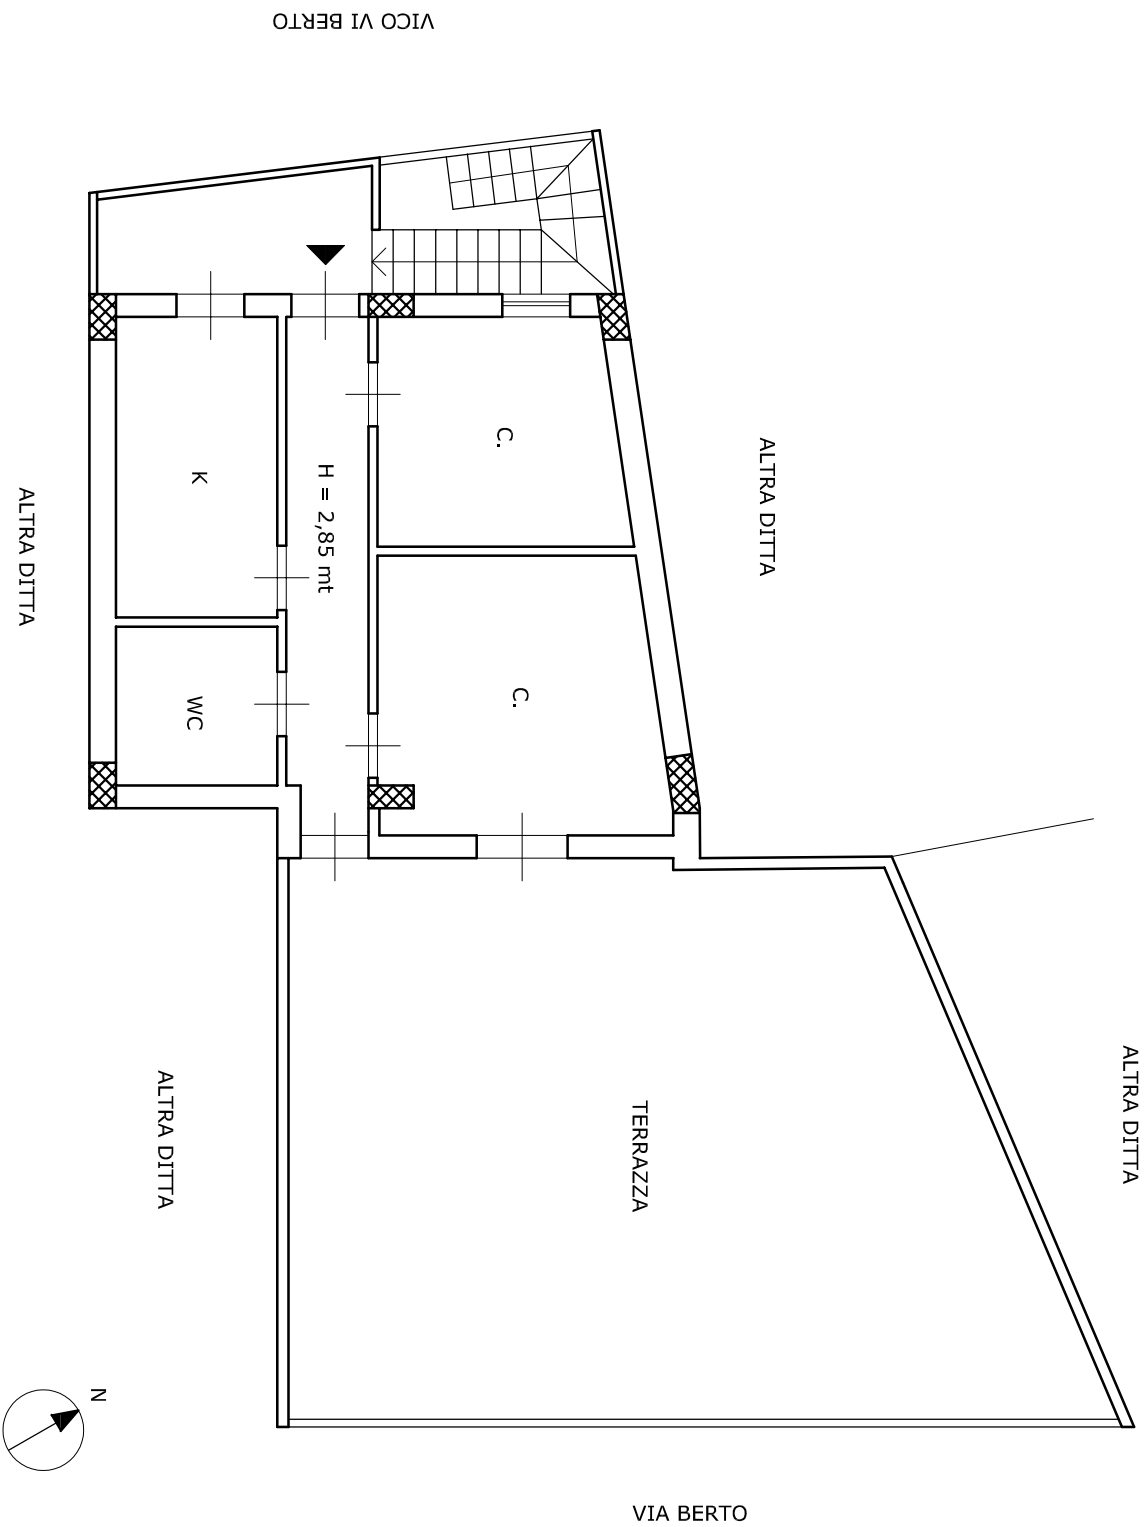 VICO VI BERTO
C.
ALTRA DITTA
K
H = 2,85 mt
ALTRA DITTA
WC
C.
ALTRA DITTA
TERRAZZA
ALTRA DITTA
N
VIA BERTO